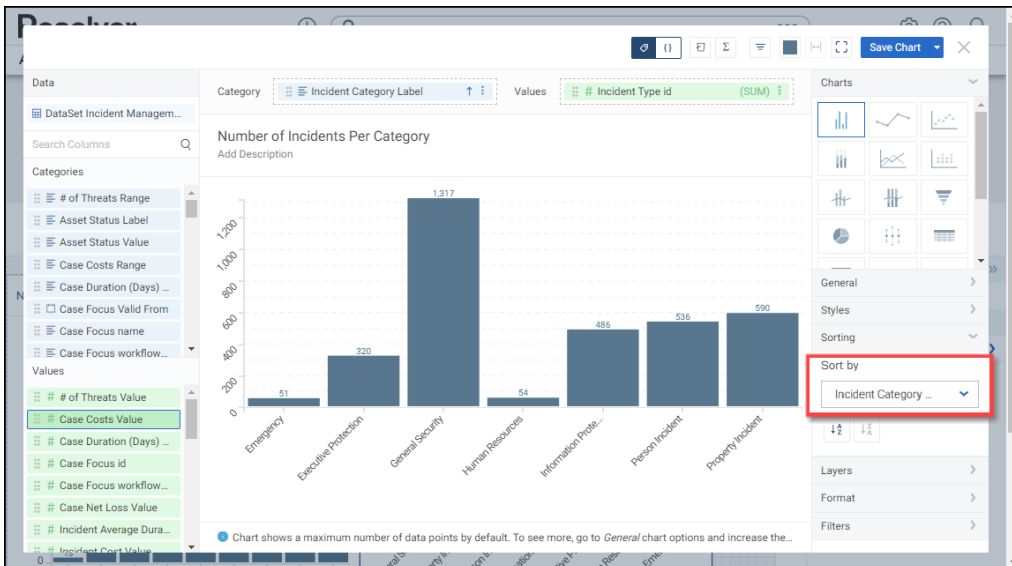 Resolver
Save Chart
Data
DataSet Incident Managem...
Search Columns
Categories
# of Threats Range
Asset Status Label
Asset Status Value
Case Costs Range
Case Duration (Days) ...
Case Focus Valid From
Case Focus name
Case Focus workflow...
Values
# # of Threats Value
# Case Costs Value
# Case Duration (Days) ...
# Case Focus id
# Case Focus workflow...
# Case Net Loss Value
# Incident Average Dura...
# Incident Cost Value
Category
Incident Category Label
Values
# Incident Type id (SUM)
Number of Incidents Per Category
Add Description
1,200
1,000
800
600
400
200
0
51
320
1,317
54
486
536
590
Emergency
Executive Protection
General Security
Human Resources
Information Prote...
Person Incident
Property Incident
Chart shows a maximum number of data points by default. To see more, go to General chart options and increase the...
Charts
General
Styles
Sorting
Sort by
Incident Category ...
Layers
Format
Filters
0